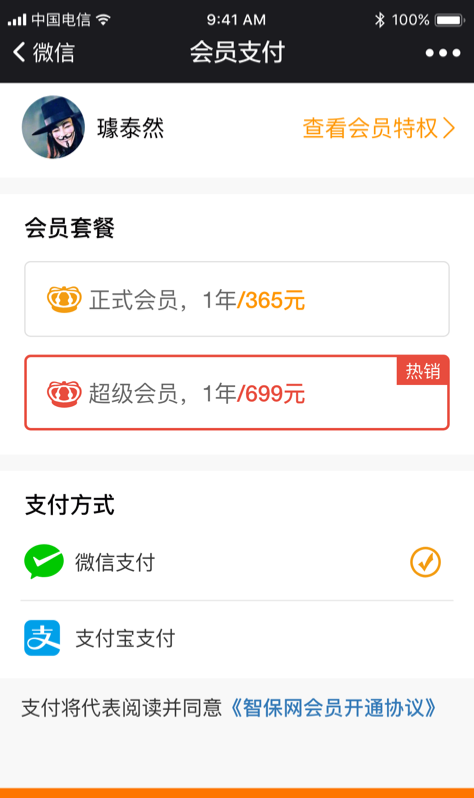 中国电信 9:41 AM 100%
微信 会员支付
璩泰然 查看会员特权
会员套餐
正式会员，1年/365元
热销
超级会员，1年/699元
支付方式
微信支付
支 支付宝支付
支付将代表阅读并同意《智保网会员开通协议》